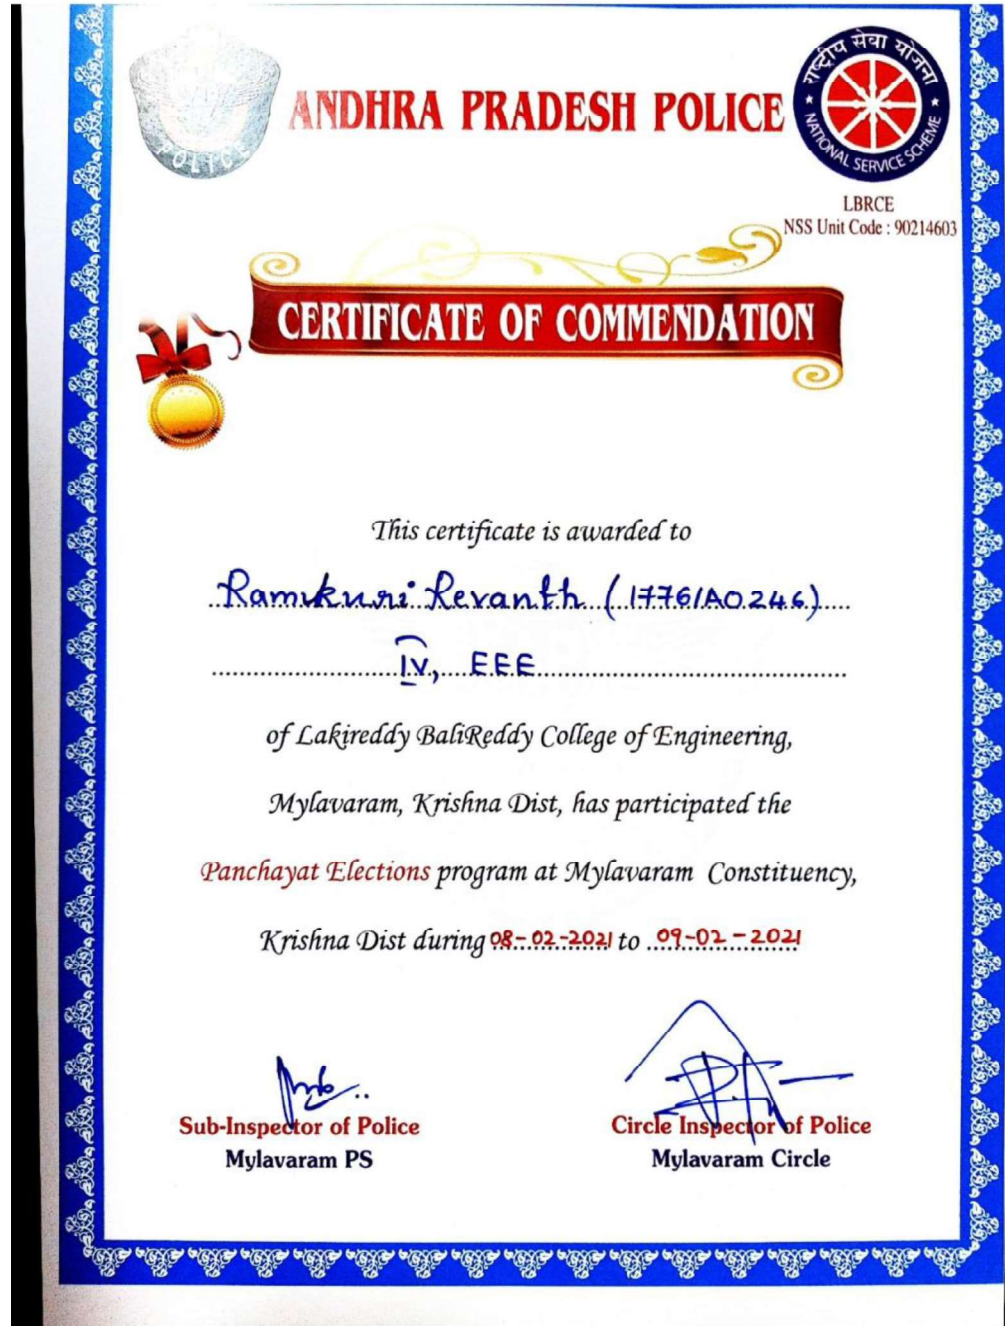 POLICE
ANDHRA PRADESH POLICE
राष्ट्रीय सेवा योजना
NATIONAL SERVICE SCHEME
LBRCE
NSS Unit Code : 90214603
CERTIFICATE OF COMMENDATION
This certificate is awarded to
Ramikuri Revanth (17761A0246)
IV, EEE
of Lakireddy BaliReddy College of Engineering,
Mylavaram, Krishna Dist, has participated the
Panchayat Elections program at Mylavaram Constituency,
Krishna Dist during 08-02-2021 to 09-02-2021
Sub-Inspector of Police
Mylavaram PS
Circle Inspector of Police
Mylavaram Circle